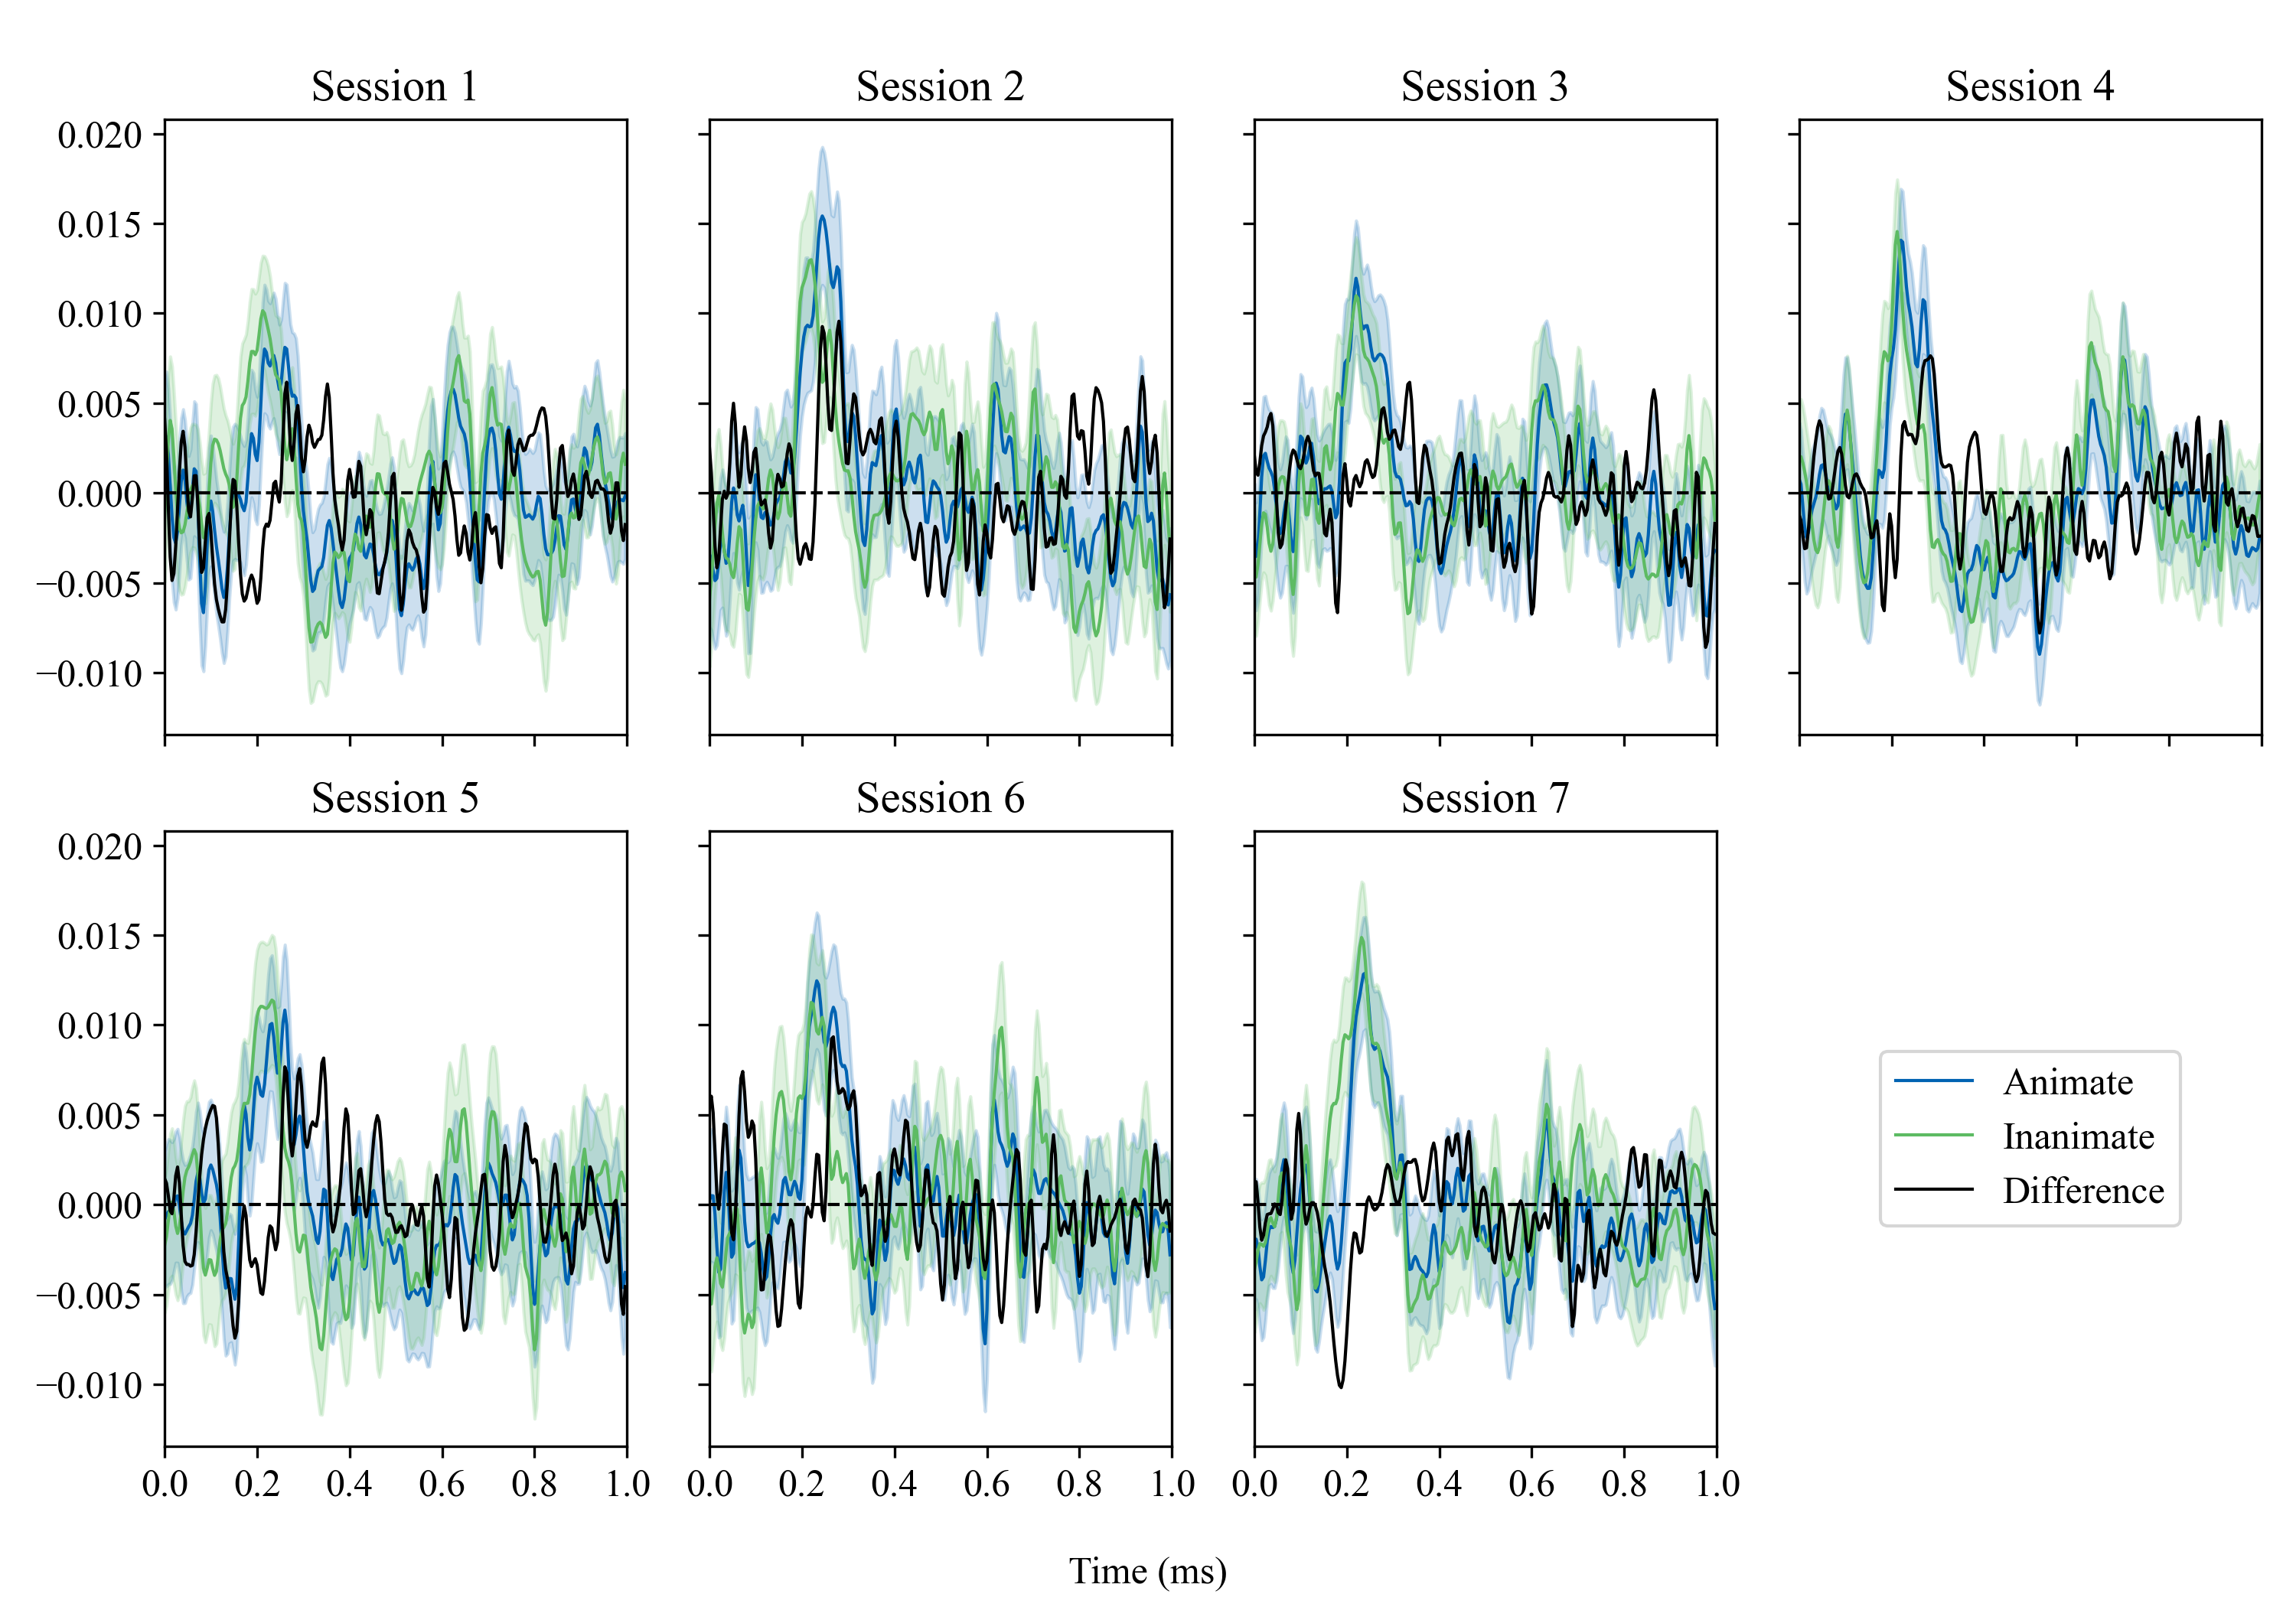 Session 1
Session 2
Session 3
Session 4
0.020
0.015
0.010
0.005
0.000
−0.005
−0.010
Session 5
Session 6
Session 7
0.020
0.015
0.010
0.005
0.000
−0.005
−0.010
0.0 0.2 0.4 0.6 0.8 1.0
0.0 0.2 0.4 0.6 0.8 1.0
0.0 0.2 0.4 0.6 0.8 1.0
Animate
Inanimate
Difference
Time (ms)